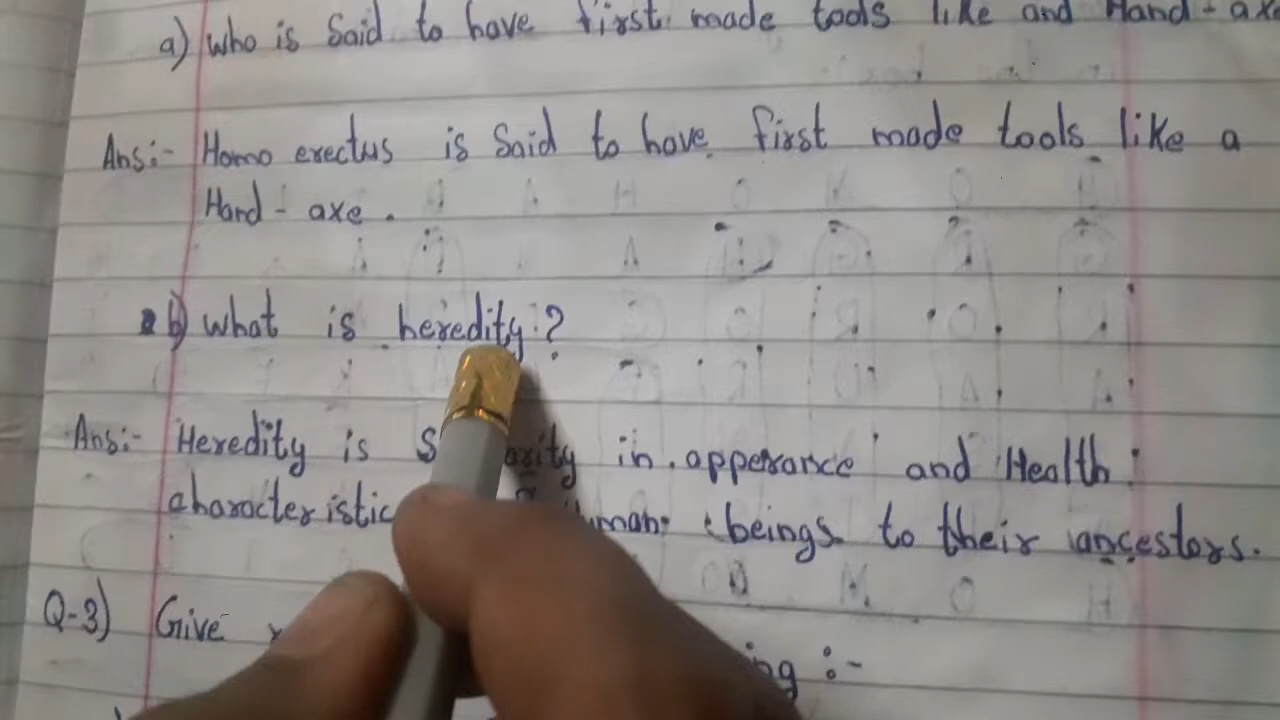 a) Who is Said to have first made tools like and Hand-axe
Ans:- Homo erectus is Said to have first made tools like a
Hand-axe.
b) What is heredity?
Ans:- Heredity is in apperance and Health
characteristic beings to their ancestors.
Q-3) Give :-